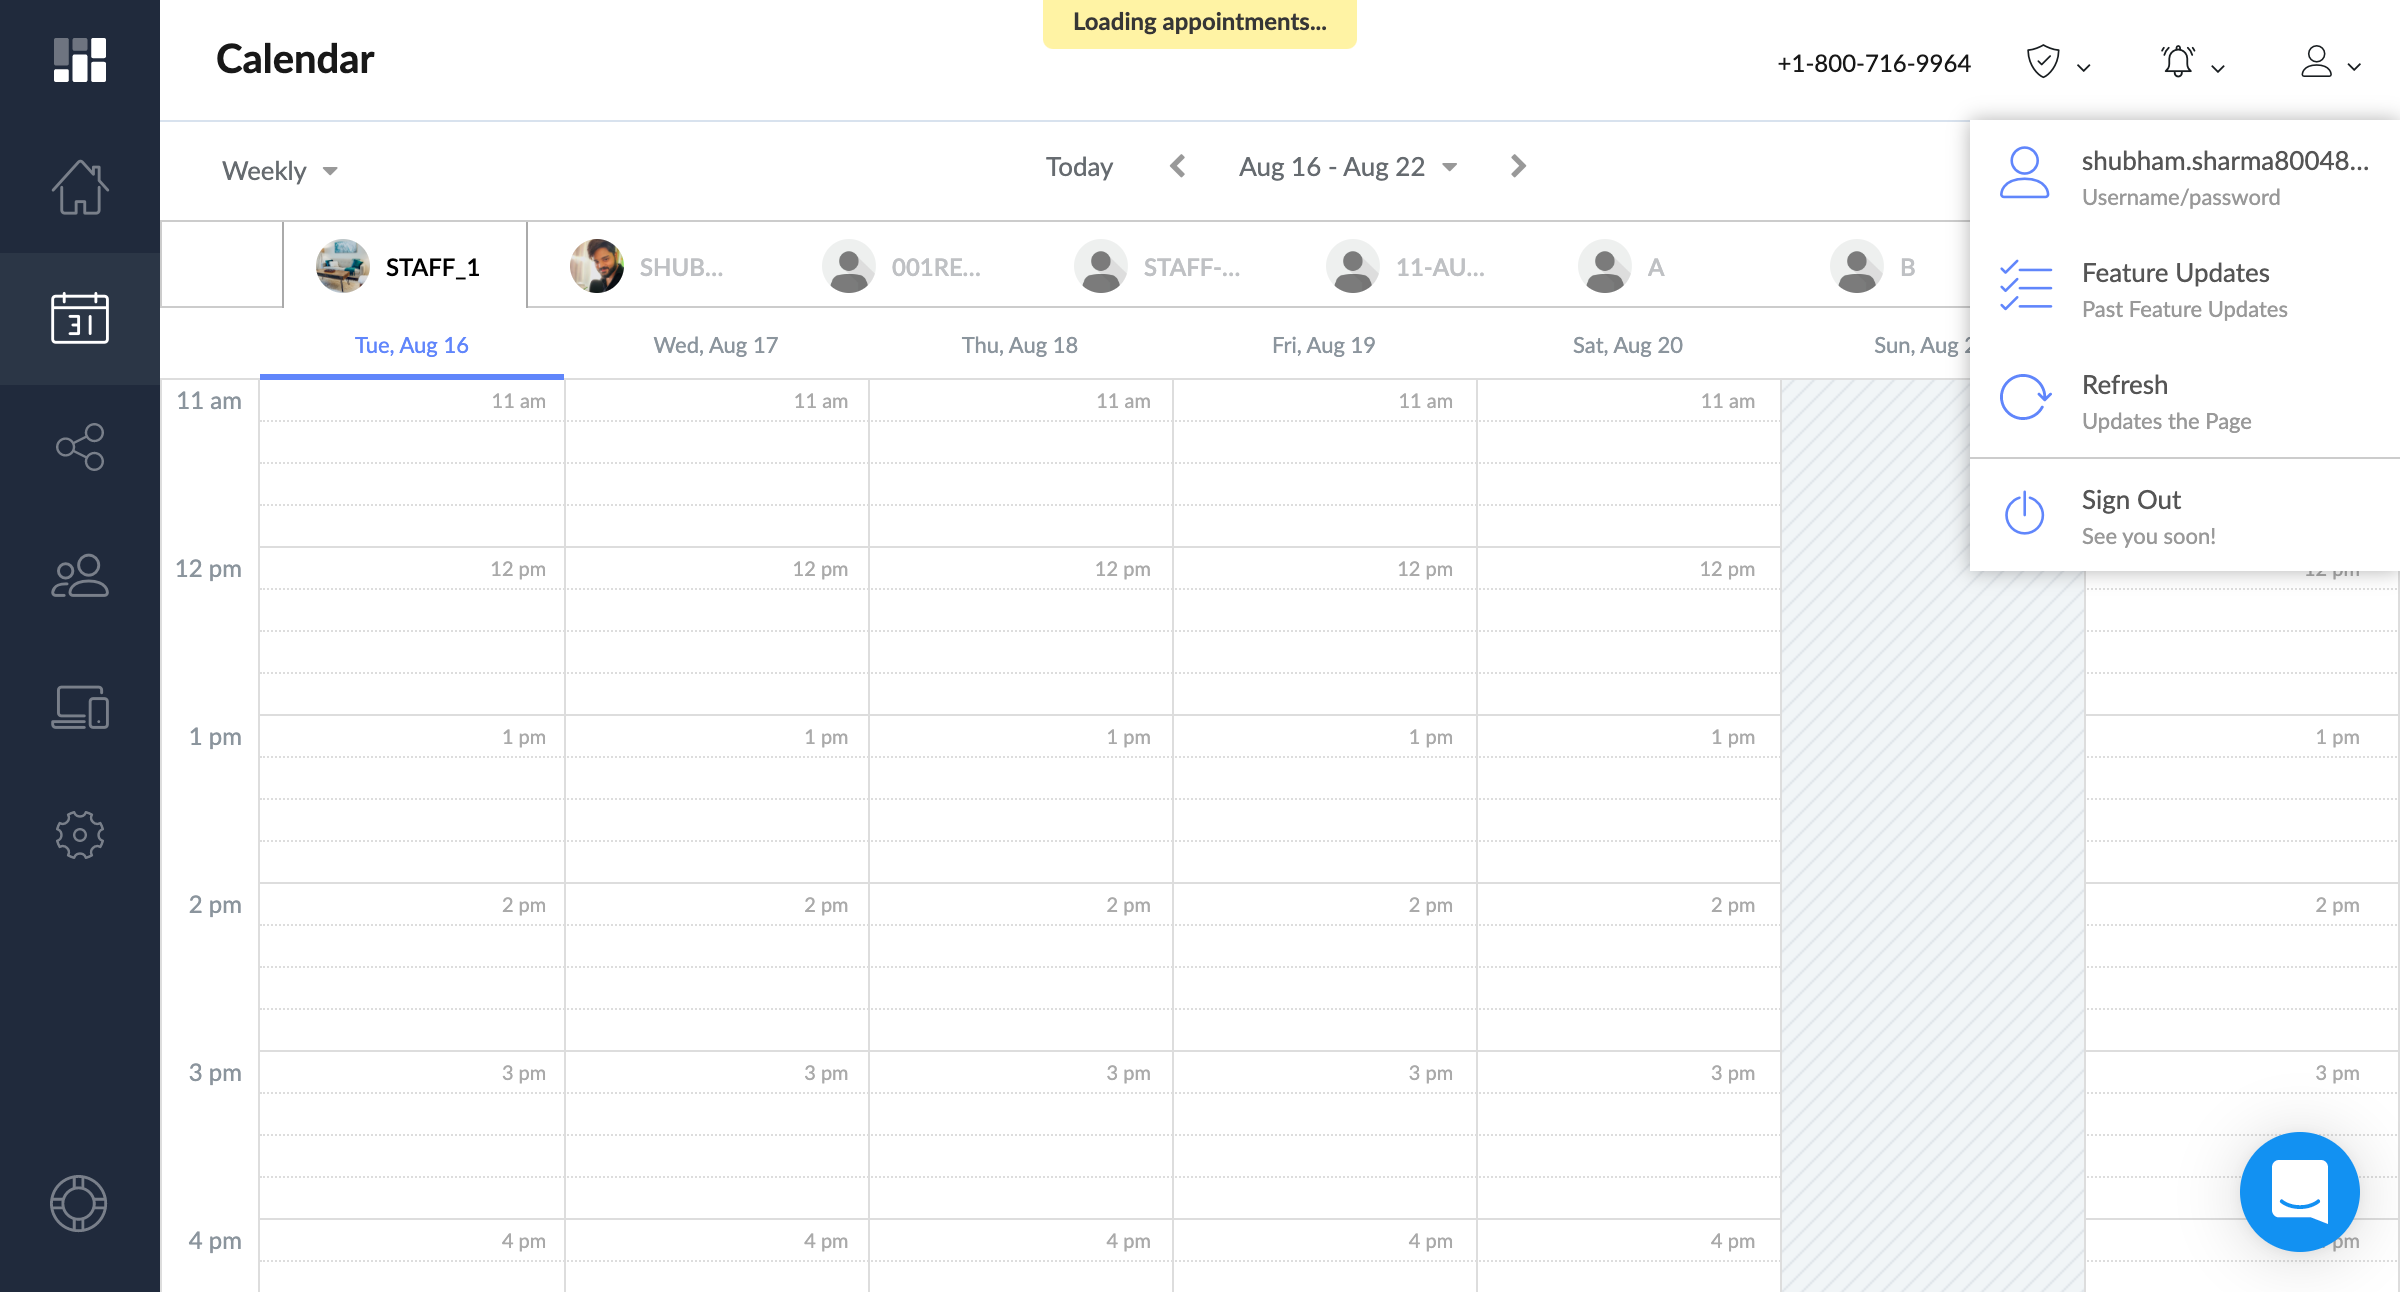 Loading appointments...
Calendar
+1-800-716-9964
Weekly
Today
Aug 16 - Aug 22
shubham.sharma80048...
Username/password
Feature Updates
Past Feature Updates
Refresh
Updates the Page
Sign Out
See you soon!
31
STAFF_1
SHUB...
001RE...
STAFF-...
11-AU...
A
B
Tue, Aug 16
Wed, Aug 17
Thu, Aug 18
Fri, Aug 19
Sat, Aug 20
Sun, Aug
11 am
11 am
11 am
11 am
11 am
11 am
12 pm
12 pm
12 pm
12 pm
12 pm
12 pm
12 pm
1 pm
1 pm
1 pm
1 pm
1 pm
1 pm
1 pm
2 pm
2 pm
2 pm
2 pm
2 pm
2 pm
2 pm
3 pm
3 pm
3 pm
3 pm
3 pm
3 pm
3 pm
4 pm
4 pm
4 pm
4 pm
4 pm
4 pm
pm